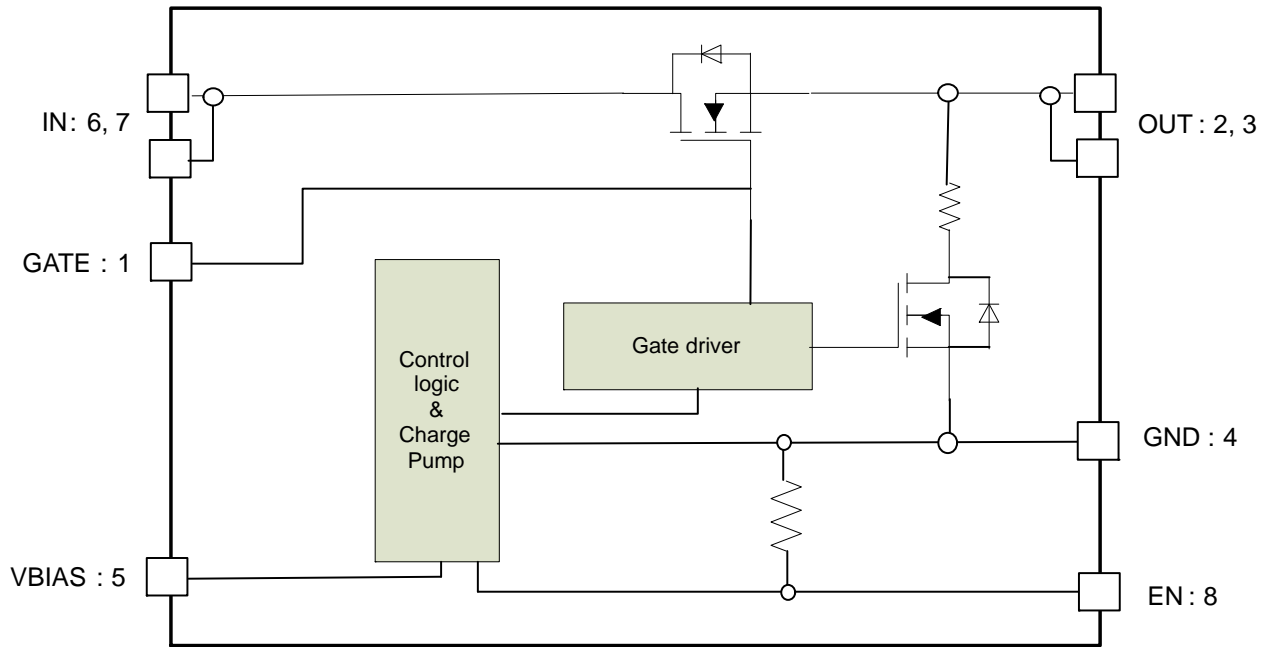 IN: 6, 7
OUT : 2, 3
GATE : 1
Control
logic
&
Charge
Pump
Gate driver
GND : 4
VBIAS : 5
EN : 8